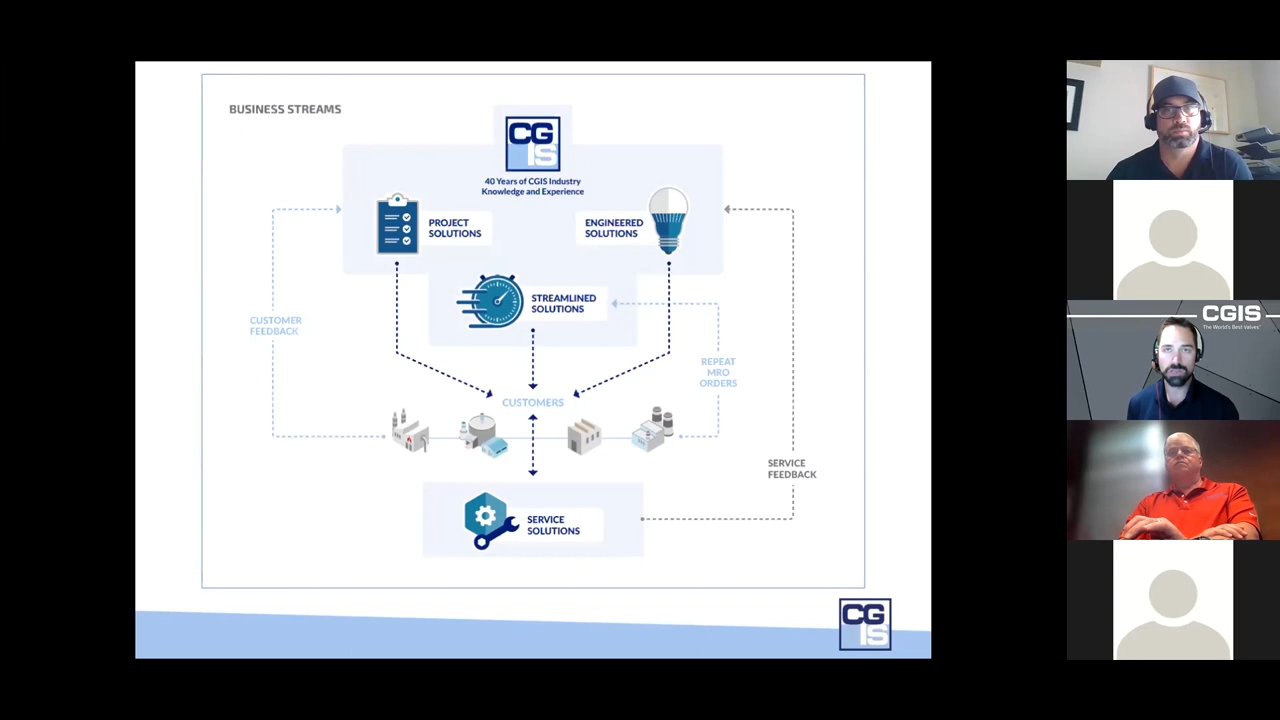 BUSINESS STREAMS
CG
IS
40 Years of CGIS Industry
Knowledge and Experience
PROJECT
SOLUTIONS
ENGINEERED
SOLUTIONS
STREAMLINED
SOLUTIONS
CUSTOMER
FEEDBACK
REPEAT
MRO
ORDERS
CUSTOMERS
SERVICE
FEEDBACK
SERVICE
SOLUTIONS
CG
IS
CGIS
The World's Best Valves